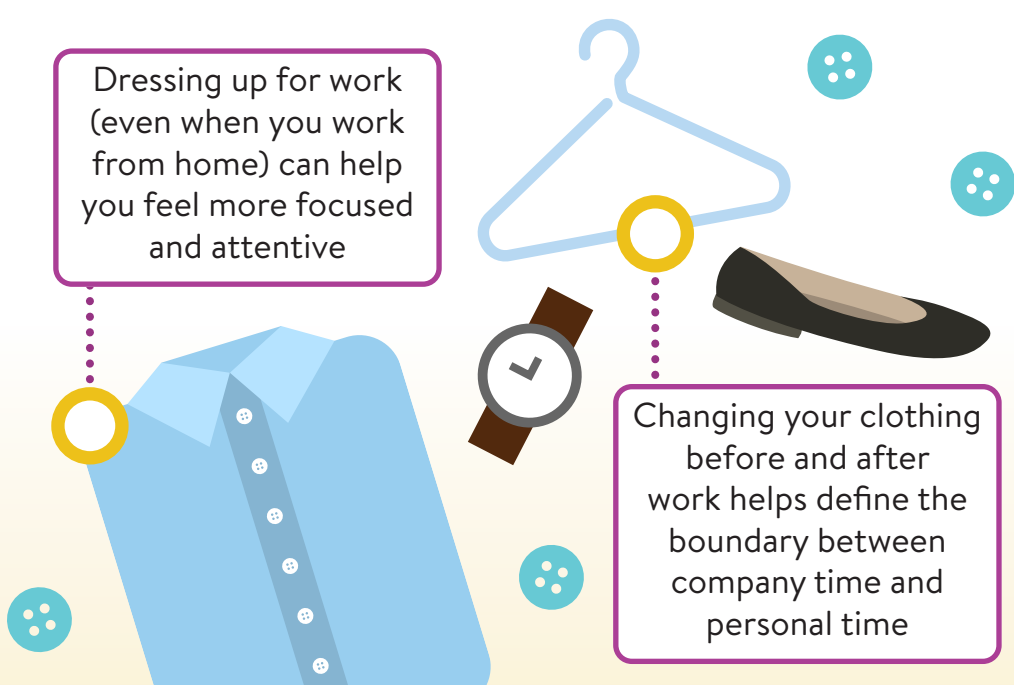 Dressing up for work
(even when you work
from home) can help
you feel more focused
and attentive
Changing your clothing
before and after
work helps define the
boundary between
company time and
personal time